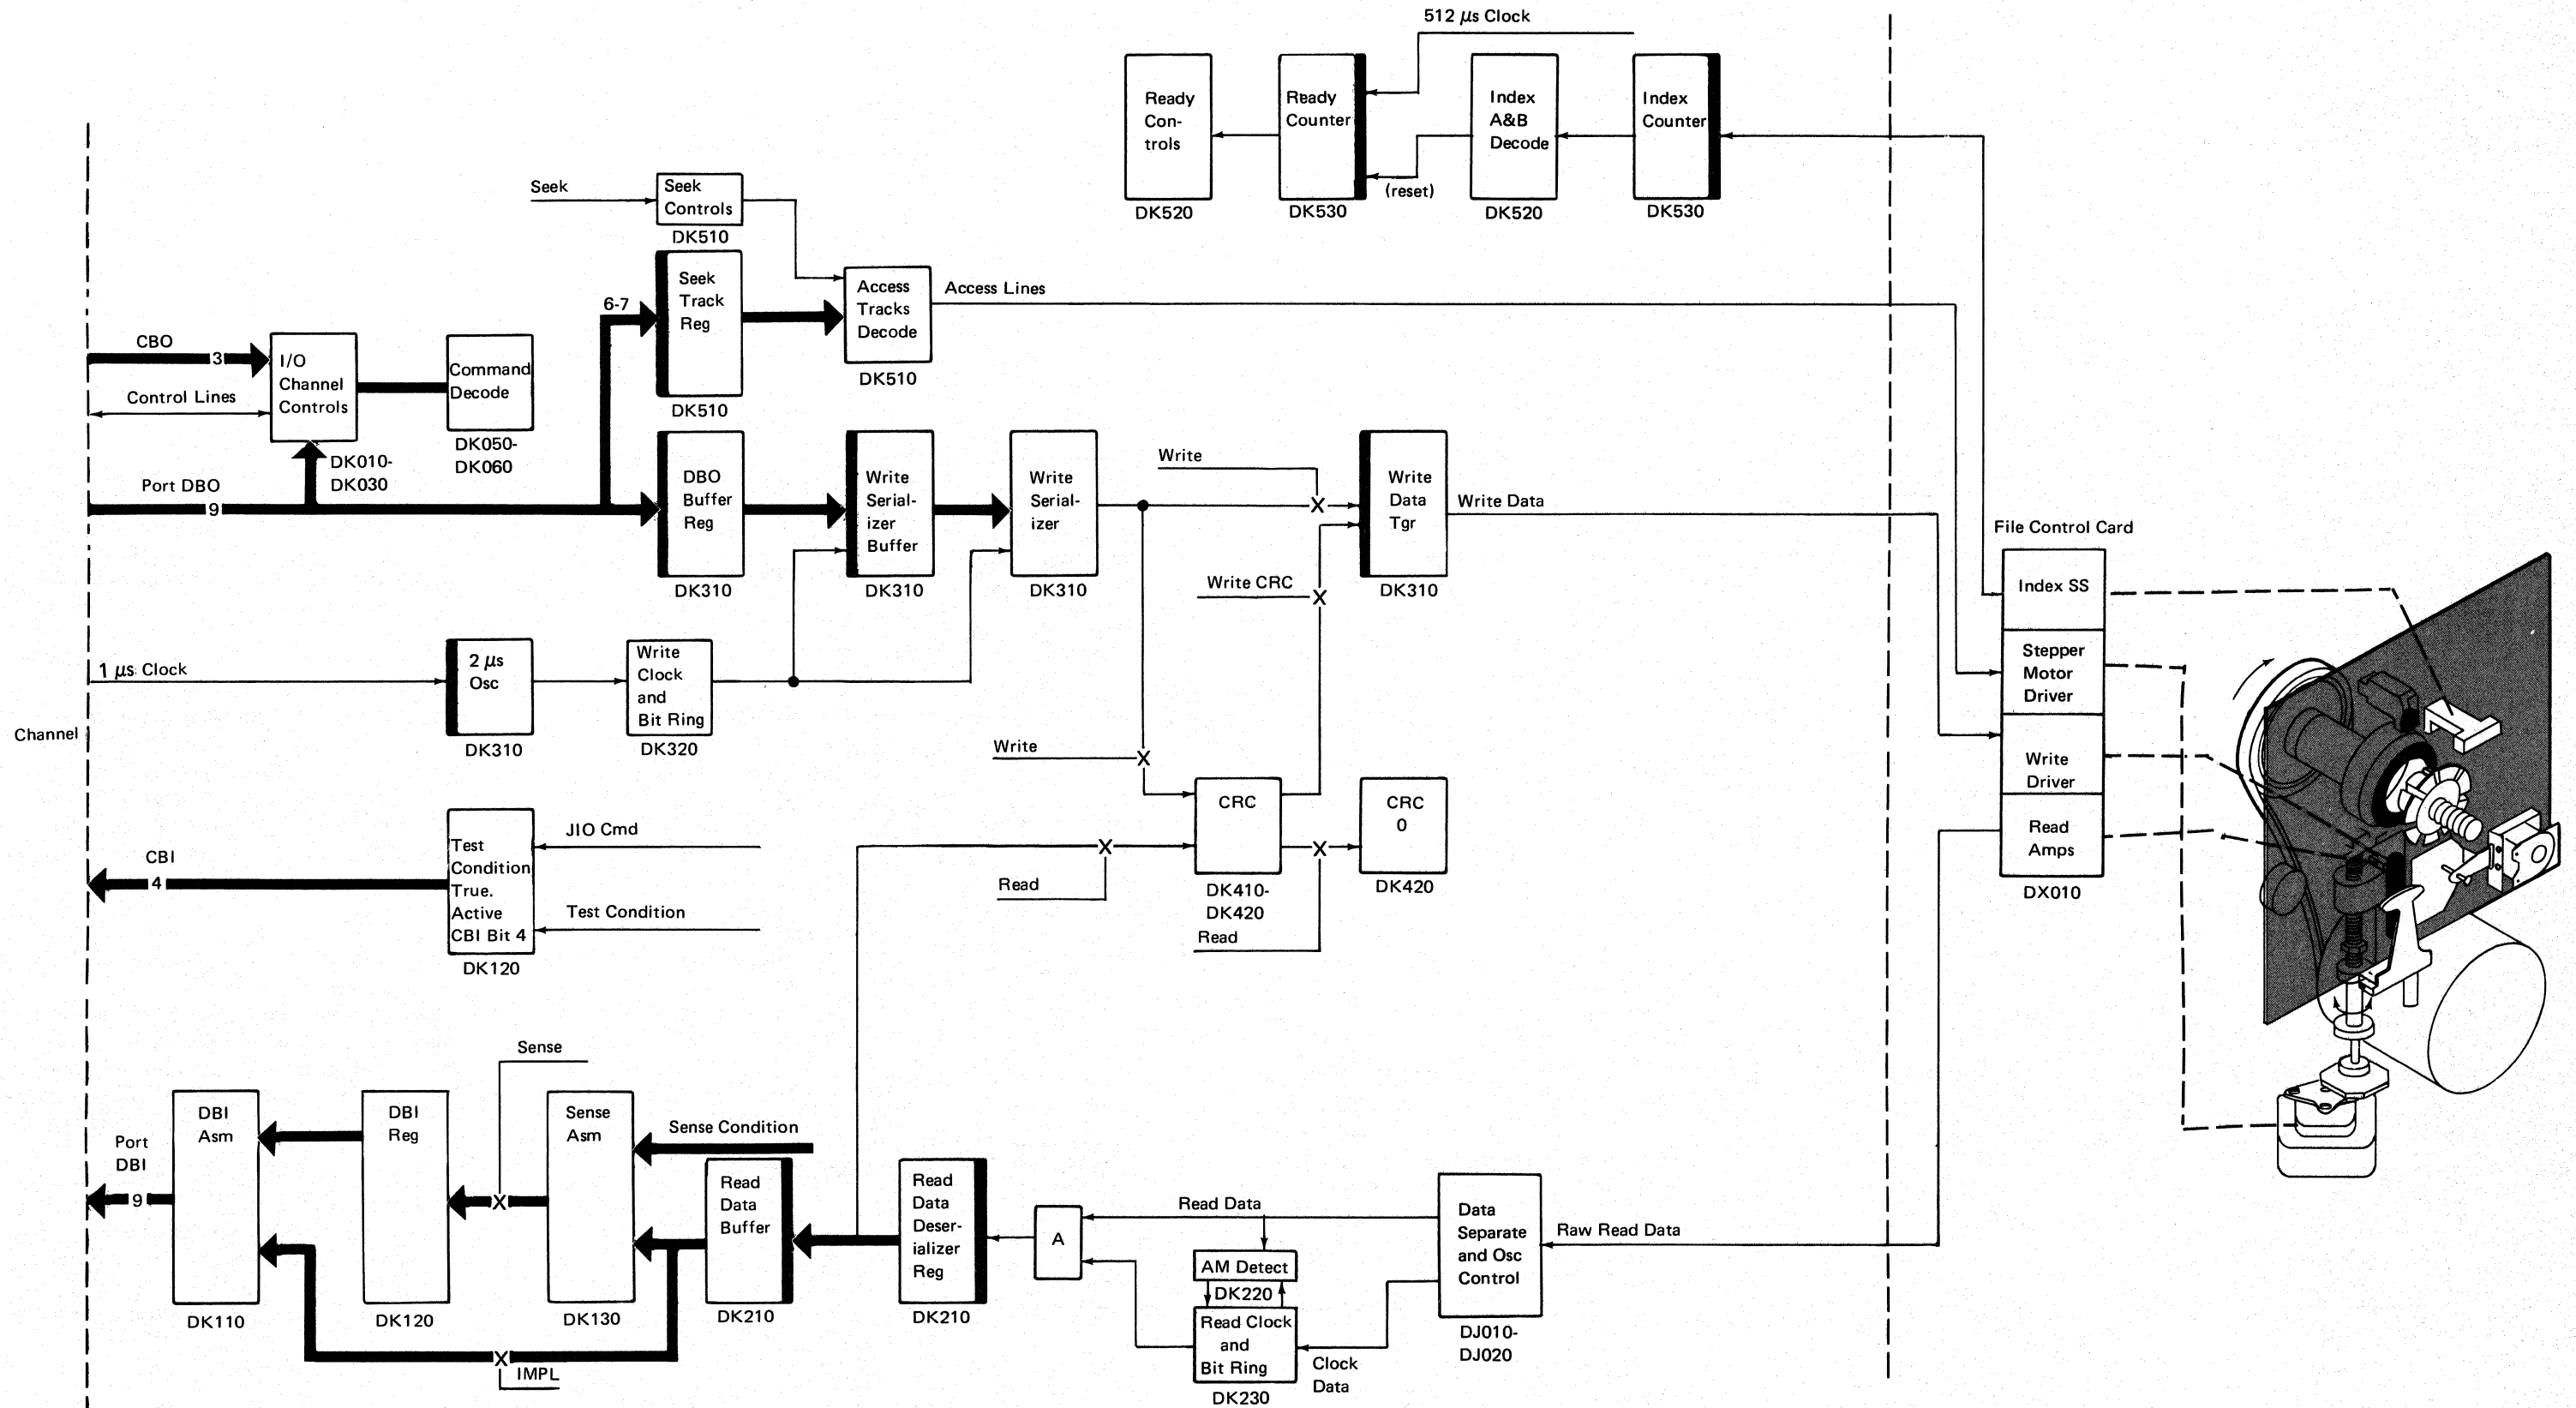 512 µs Clock
Ready
Con-
trols
DK520
Ready
Counter
DK530
(reset)
Index
A&B
Decode
DK520
Index
Counter
DK530
Seek
Seek
Controls
DK510
Seek
Track
Reg
DK510
6-7
Access
Tracks
Decode
DK510
Access Lines
CBO
3
Control Lines
I/O
Channel
Controls
DK010-
DK030
Command
Decode
DK050-
DK060
Port DBO
9
DBO
Buffer
Reg
DK310
Write
Serial-
izer
Buffer
DK310
Write
Serial-
izer
DK310
Write
X
Write CRC
X
Write
Data
Tgr
DK310
Write Data
1 µs Clock
2 µs
Osc
DK310
Write
Clock
and
Bit Ring
DK320
Channel
Write
X
CRC
DK410-
DK420
CRC
0
DK420
X
Read
X
Read
CBI
4
Test
Condition
True.
Active
CBI Bit 4
DK120
JIO Cmd
Test Condition
File Control Card
Index SS
Stepper
Motor
Driver
Write
Driver
Read
Amps
DX010
Sense
Port
DBI
9
DBI
Asm
DK110
DBI
Reg
DK120
X
Sense
Asm
DK130
Sense Condition
Read
Data
Buffer
DK210
Read
Data
Deser-
ializer
Reg
DK210
X
IMPL
A
Read Data
AM Detect
DK220
Read Clock
and
Bit Ring
DK230
Clock
Data
Data
Separate
and Osc
Control
DJ010-
DJ020
Raw Read Data